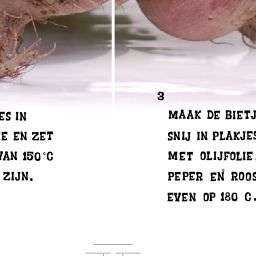 ES IN
E EN ZET
VAN 150°C
ZIJN.
3
MAAK DE BIETJ
SNIJ IN PLAKJES
MET OLIJFOLIE
PEPER EN ROOS
EVEN OP 180 C.